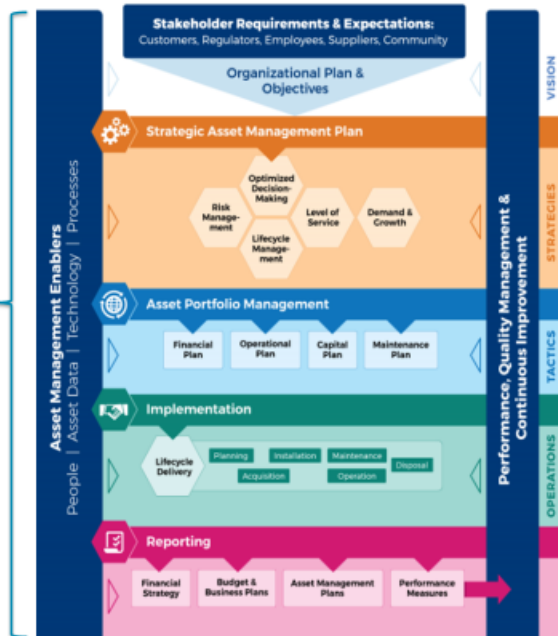 Stakeholder Requirements & Expectations:
Customers, Regulators, Employees, Suppliers, Community
Organizational Plan &
Objectives
VISION
Strategic Asset Management Plan
Optimized
Decision-
Making
Risk
Manage-
ment
Level of
Service
Demand &
Growth
Lifecycle
Manage-
ment
STRATEGIES
Asset Portfolio Management
Financial
Plan
Operational
Plan
Capital
Plan
Maintenance
Plan
TACTICS
Implementation
Lifecycle
Delivery
Planning
Installation
Maintenance
Disposal
Acquisition
Operation
OPERATIONS
Reporting
Financial
Strategy
Budget &
Business Plans
Asset Management
Plans
Performance
Measures
Asset Management Enablers
People | Asset Data | Technology | Processes
Performance, Quality Management &
Continuous Improvement